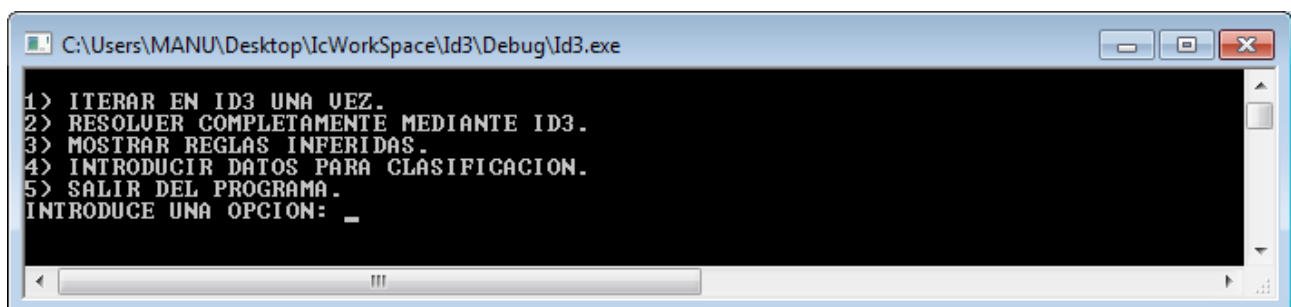 C:\Users\MANU\Desktop\IcWorkSpace\Id3\Debug\Id3.exe
1) ITERAR EN ID3 UNA VEZ.
2) RESOLVER COMPLETAMENTE MEDIANTE ID3.
3) MOSTRAR REGLAS INFERIDAS.
4) INTRODUCIR DATOS PARA CLASIFICACION.
5) SALIR DEL PROGRAMA.
INTRODUCE UNA OPCION: _